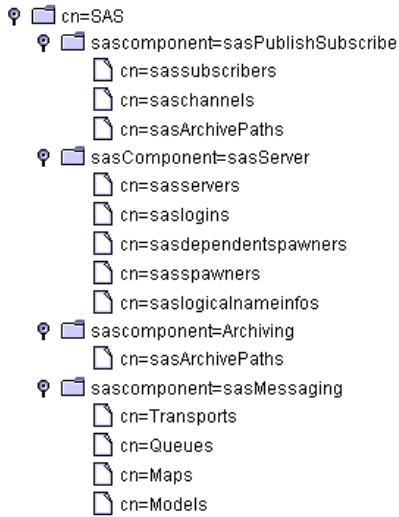 cn=SAS
sascomponent=sasPublishSubscribe
cn=sassubscribers
cn=saschannels
cn=sasArchivePaths
sasComponent=sasServer
cn=sasservers
cn=saslogins
cn=sasdependentspawners
cn=sasspawners
cn=saslogicalnameinfos
sascomponent=Archiving
cn=sasArchivePaths
sascomponent=sasMessaging
cn=Transports
cn=Queues
cn=Maps
cn=Models